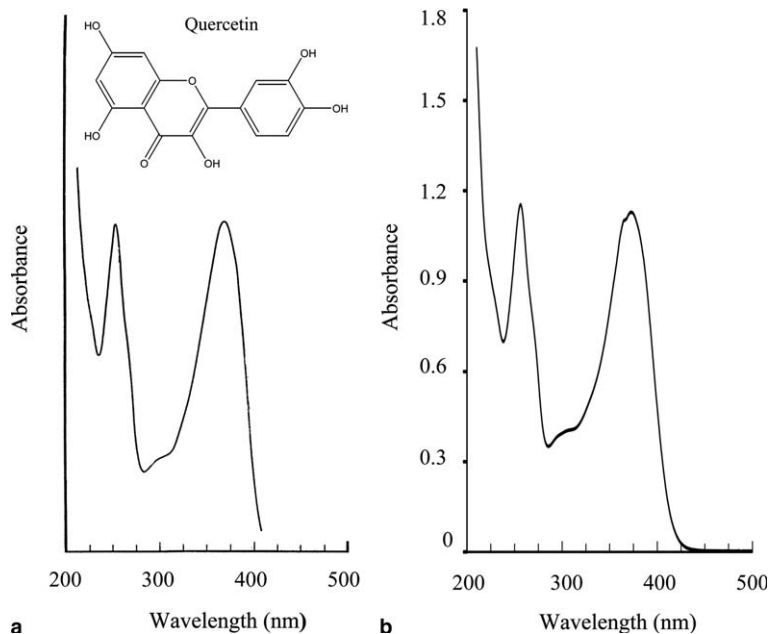 Quercetin
HO
O
OH
OH
HO
O
OH
Absorbance
200 300 400 500
Wavelength (nm)
a
1.8
1.5
1.2
0.9
0.6
0.3
0
Absorbance
200 300 400 500
Wavelength (nm)
b